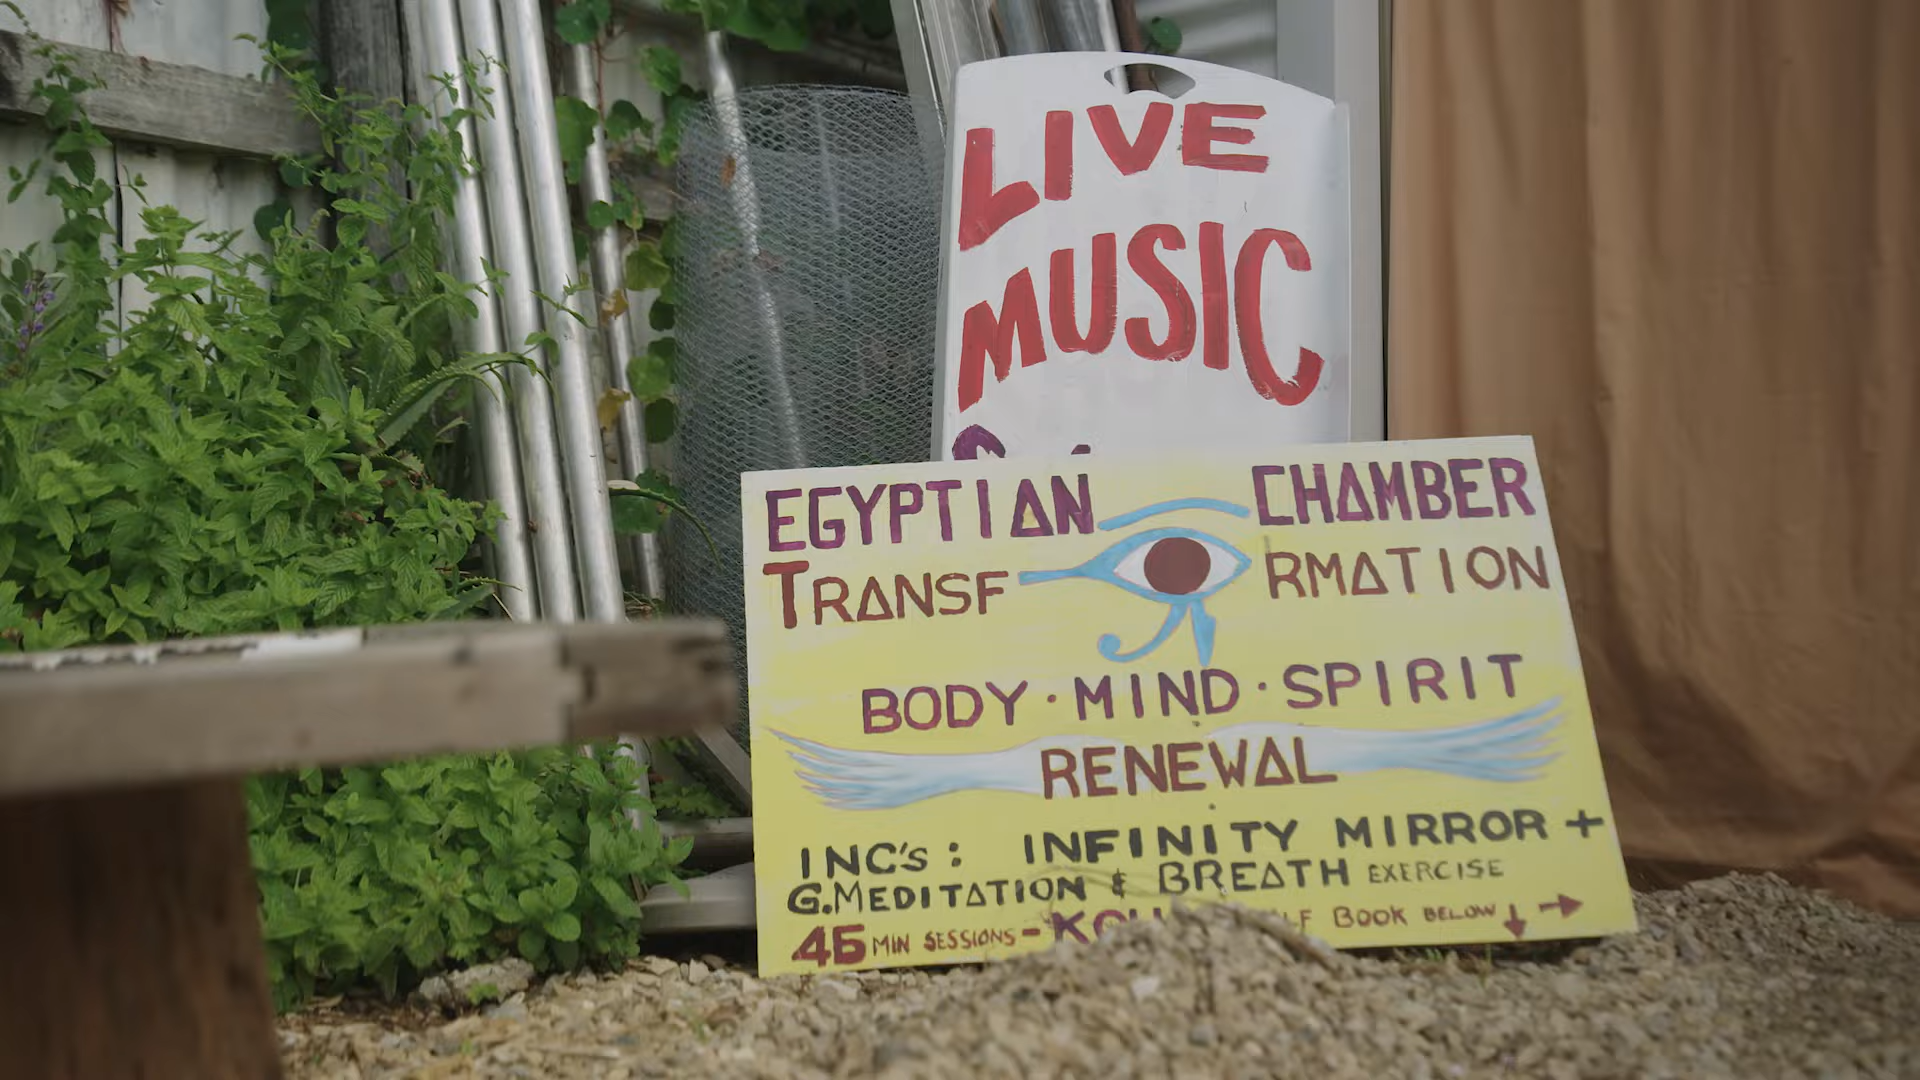 LIVE
MUSIC
EGYPTIAN CHAMBER
TRANSF RMATION
BODY · MIND · SPIRIT
RENEWAL
INC's: INFINITY MIRROR +
G.MEDITATION & BREATH EXERCISE
45 MIN SESSIONS - BOOK BELOW ↓ →